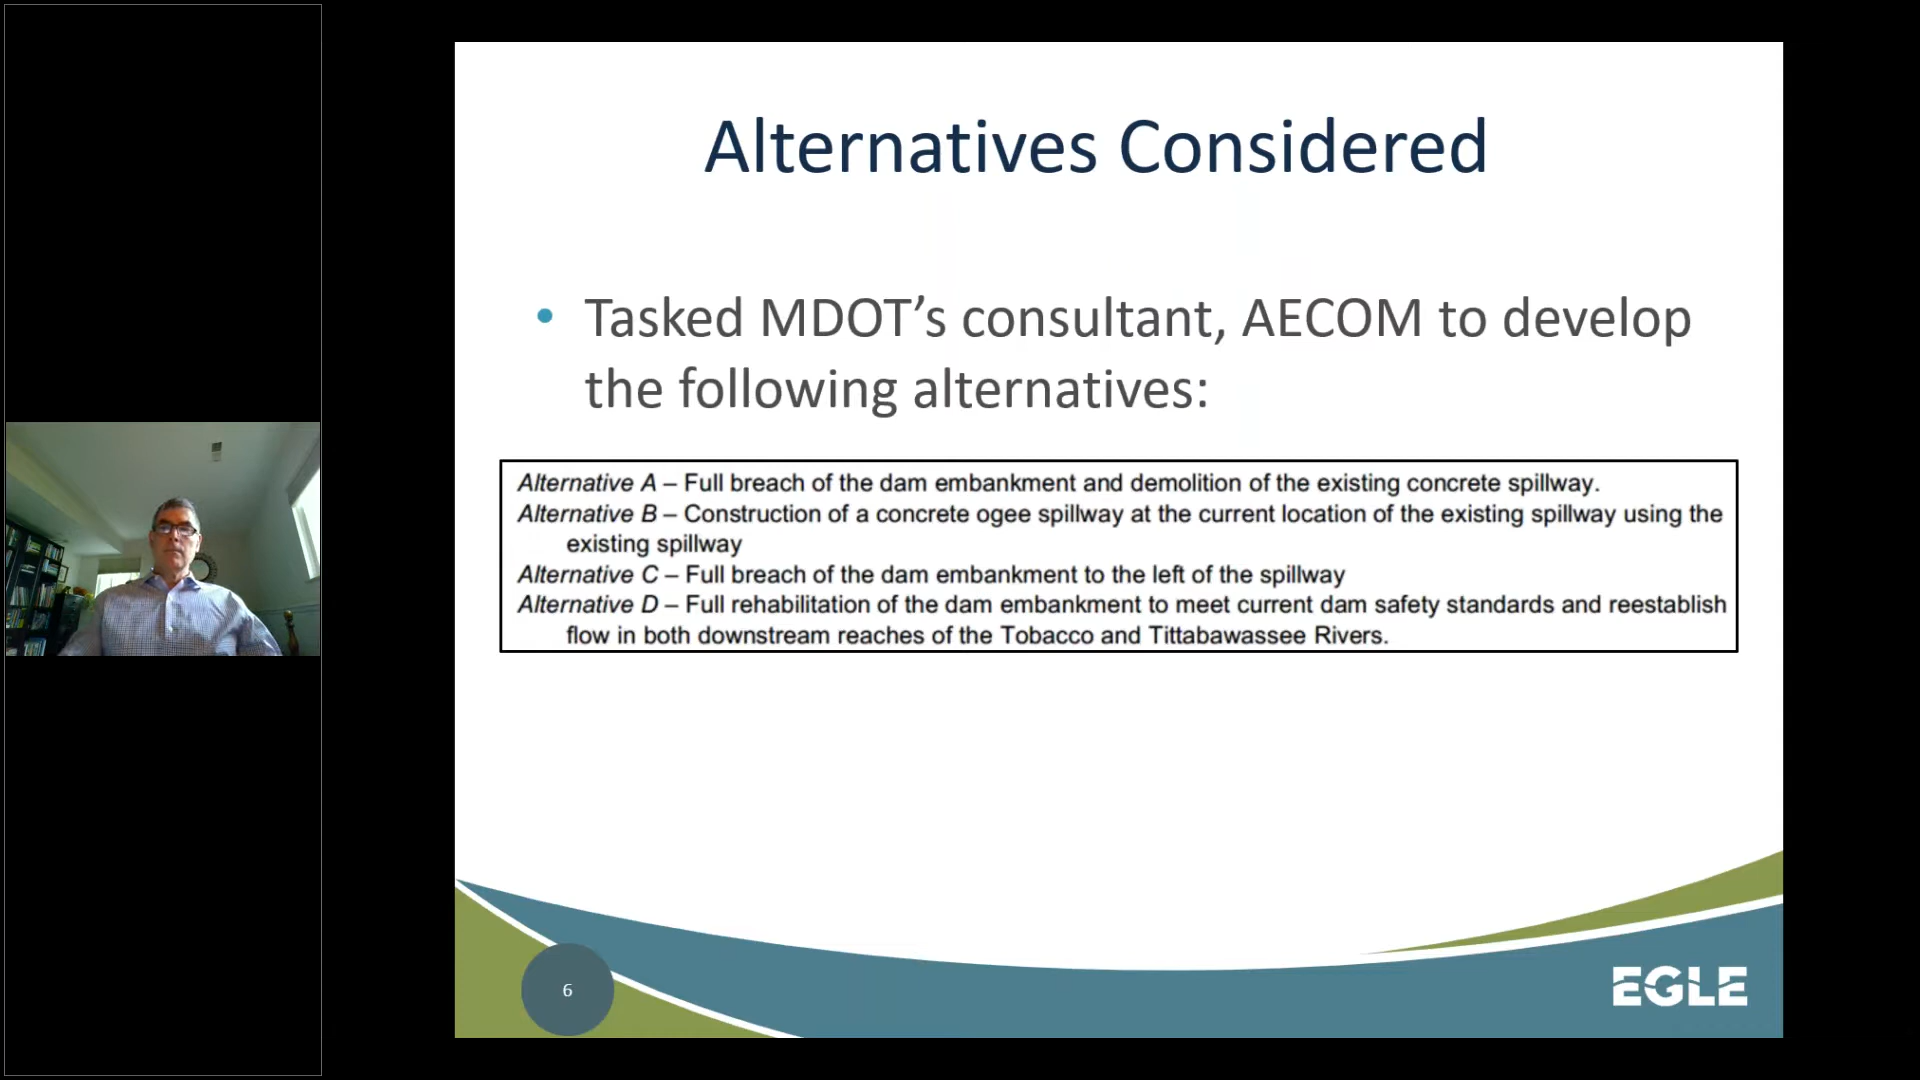 Alternatives Considered
• Tasked MDOT’s consultant, AECOM to develop
the following alternatives:
Alternative A – Full breach of the dam embankment and demolition of the existing concrete spillway.
Alternative B – Construction of a concrete ogee spillway at the current location of the existing spillway using the
existing spillway
Alternative C – Full breach of the dam embankment to the left of the spillway
Alternative D – Full rehabilitation of the dam embankment to meet current dam safety standards and reestablish
flow in both downstream reaches of the Tobacco and Tittabawassee Rivers.
6
EGLE